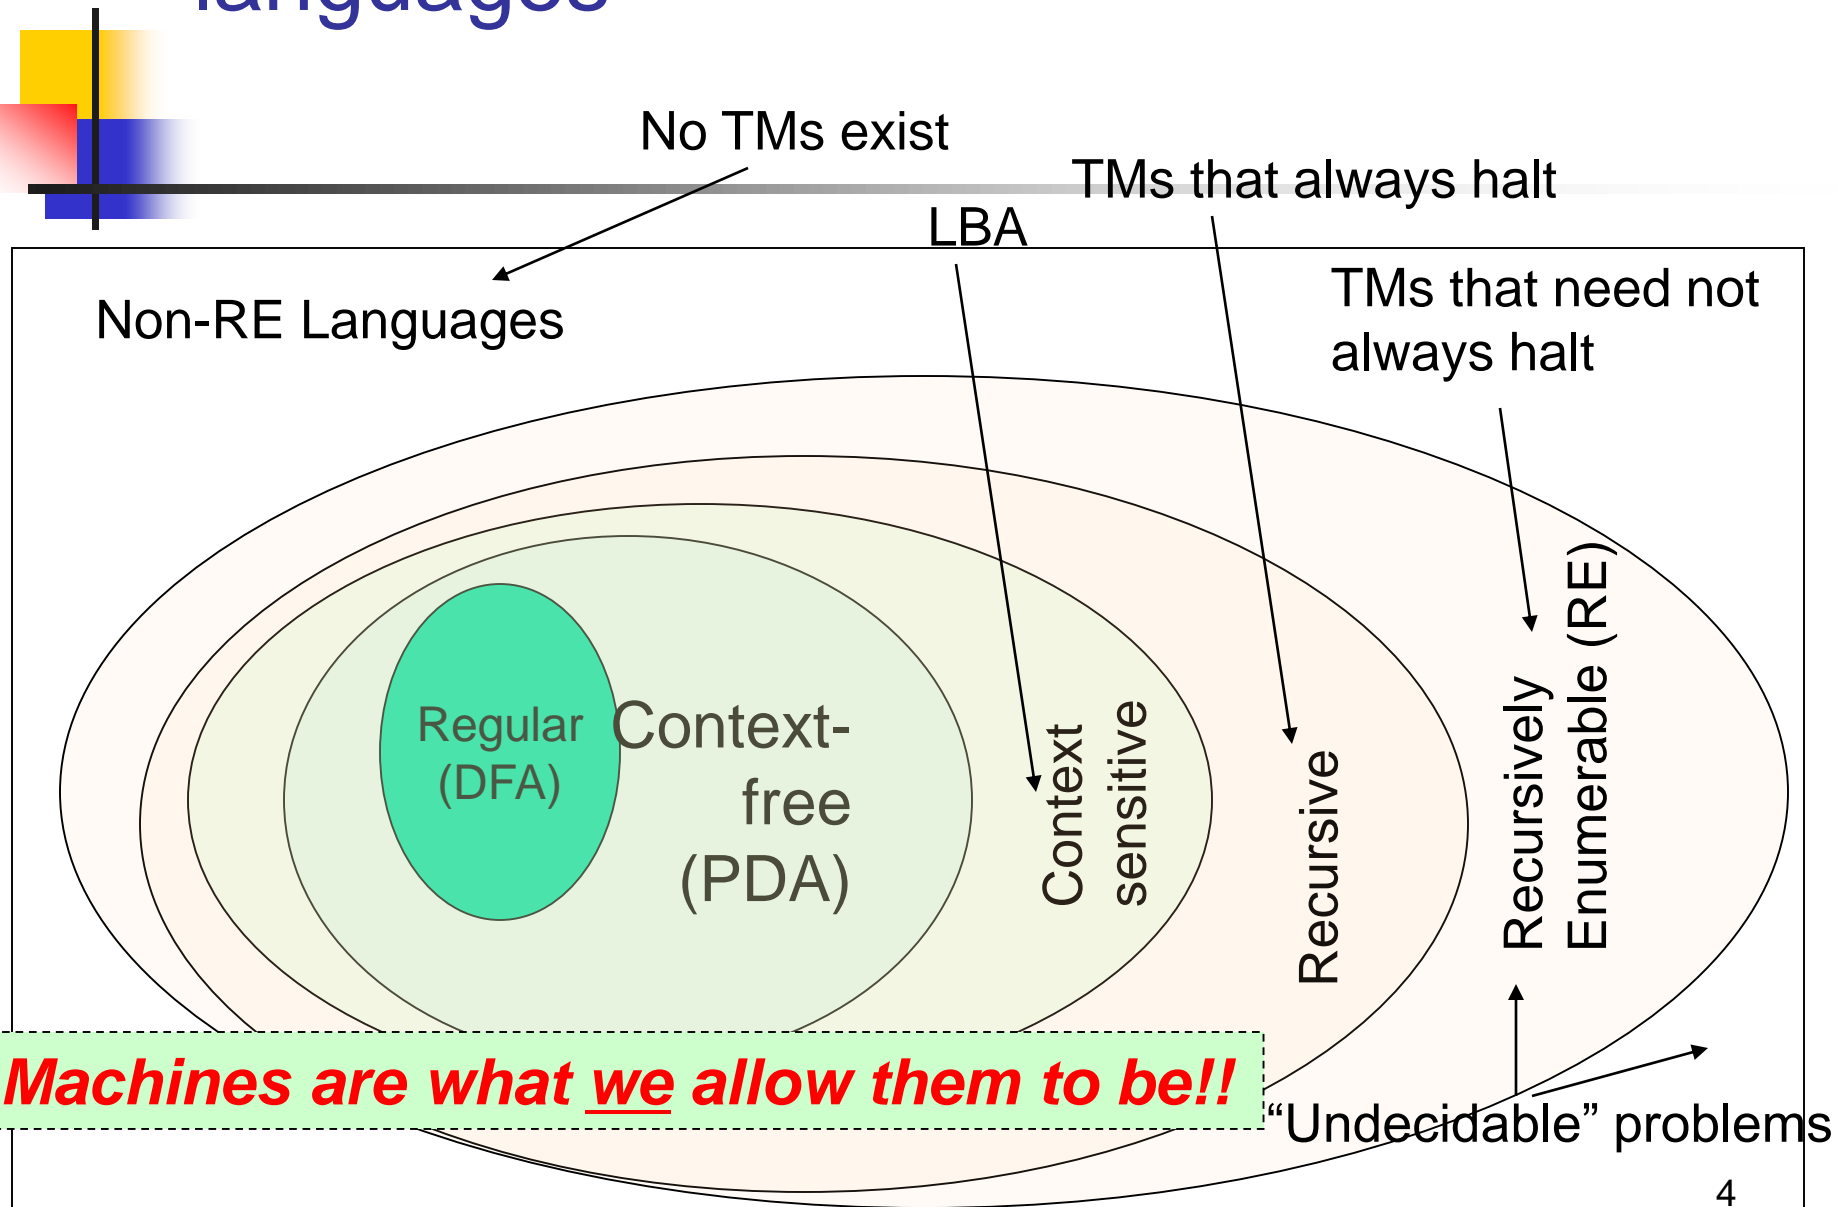 languages
No TMs exist
TMs that always halt
LBA
TMs that need not
always halt
Non-RE Languages
Regular
(DFA)
Context-
free
(PDA)
Context
sensitive
Recursive
Recursively
Enumerable (RE)
Machines are what we allow them to be!!
“Undecidable” problems
4